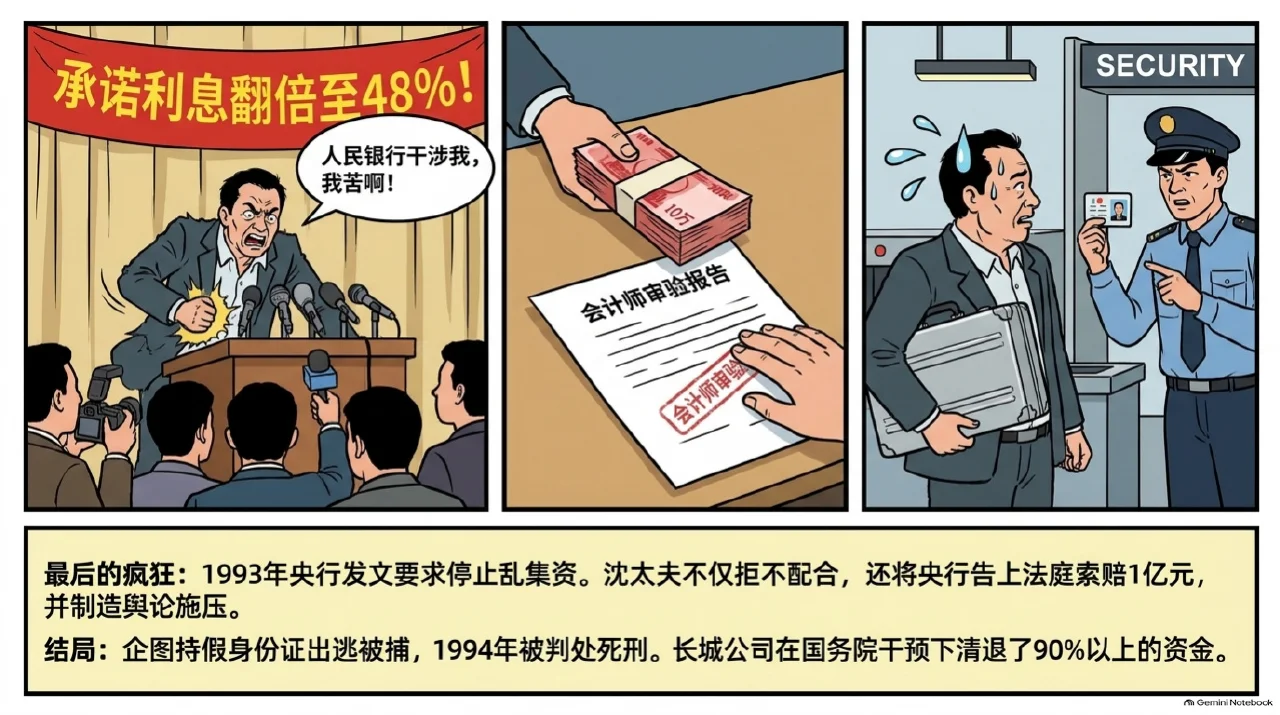 承诺利息翻倍至48%!
人民银行干涉我，
我苦啊！
10万
会计师审验报告
会计师审验
SECURITY
最后的疯狂：1993年央行发文要求停止乱集资。沈太夫不仅拒不配合，还将央行告上法庭索赔1亿元，
并制造舆论施压。
结局：企图持假身份证出逃被捕，1994年被判处死刑。长城公司在国务院干预下清退了90%以上的资金。
Gemini Notebook